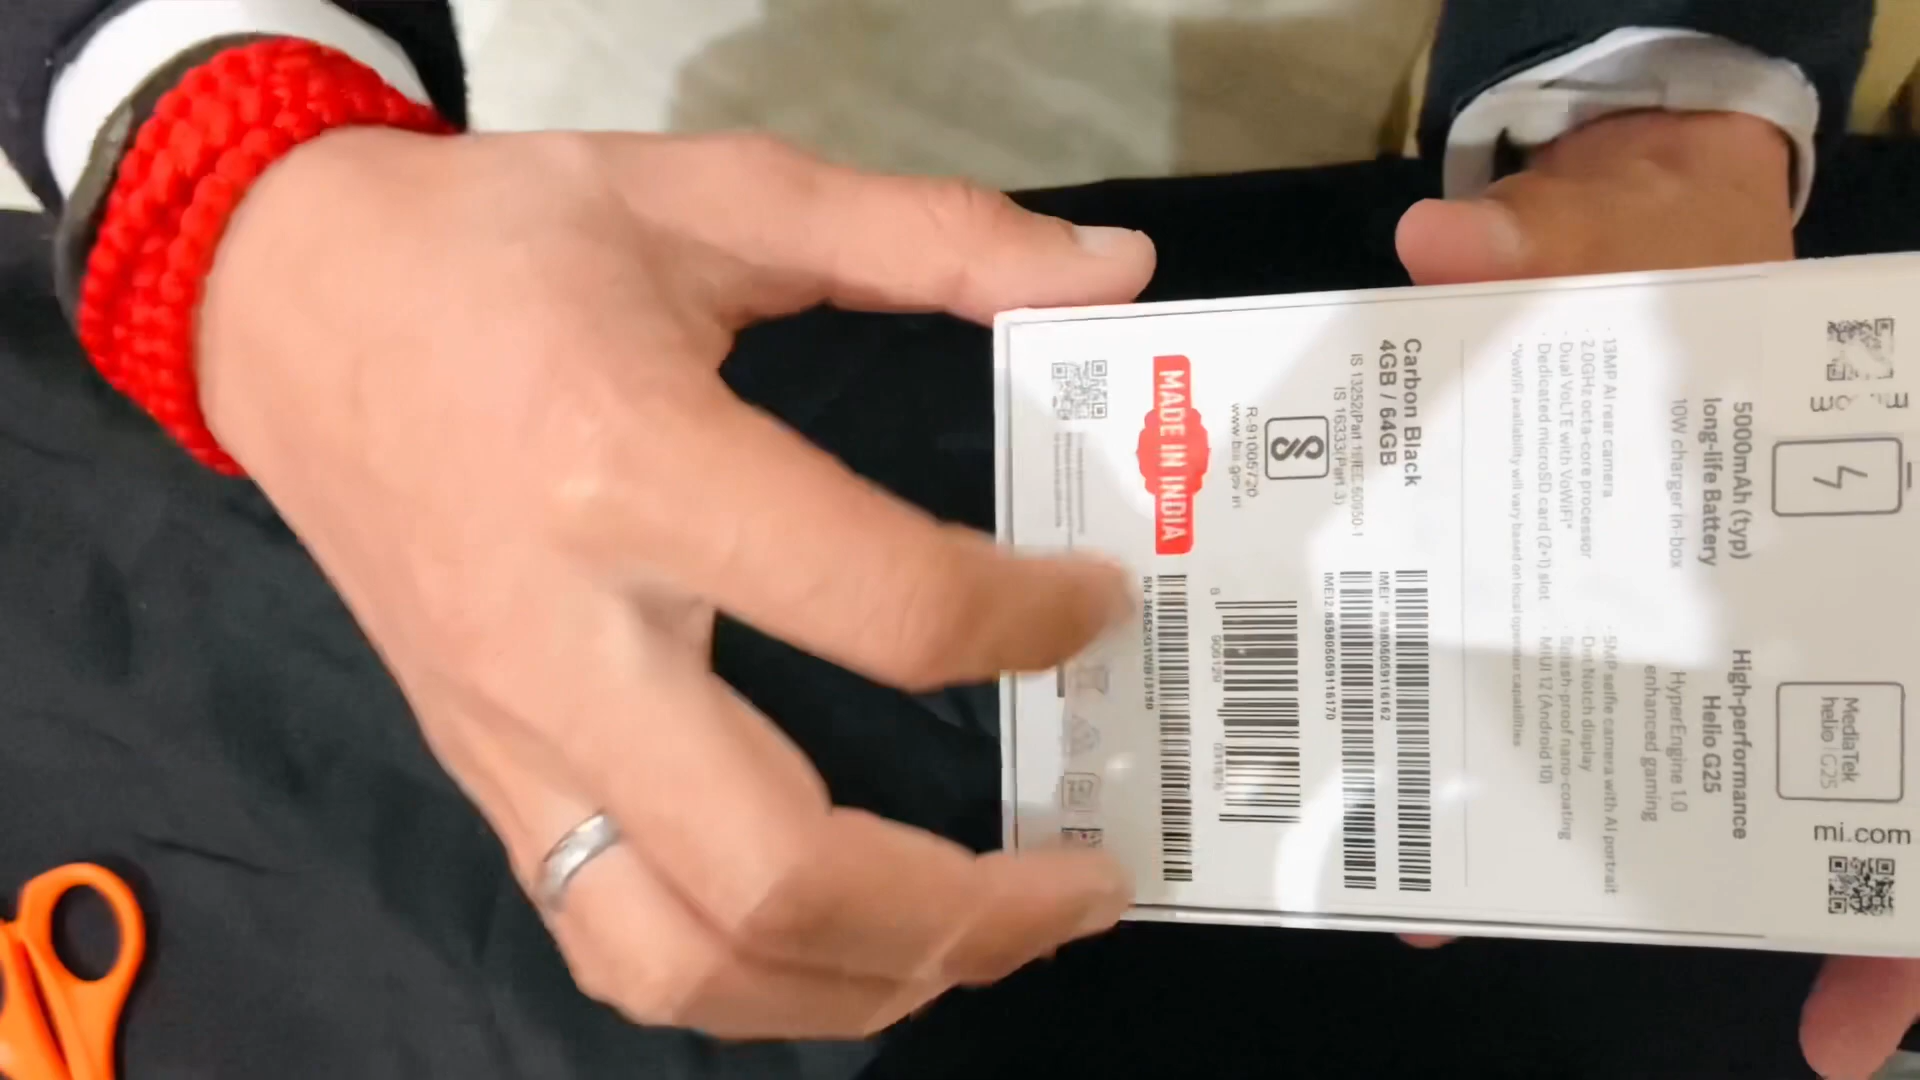 5000mAh (typ)
long-life Battery
10W charger in-box
MediaTek
helio G25
High-performance
Helio G25
HyperEngine 1.0
enhanced gaming
mi.com
· 13MP AI rear camera
· 2.0GHz octa-core processor
· Dual VoLTE with VoWiFi*
· Dedicated microSD card (2+1) slot
· 5MP selfie camera with AI portrait
· Dot Notch display
· Splash-proof nano-coating
· MIUI 12 (Android 10)
*VoWiFi availability will vary based on local operator capabilities
Carbon Black
4GB / 64GB
IS 13252(Part 1)/IEC 60950-1
IS 16333(Part 3)
R-91005720
www.bis.gov.in
MADE IN INDIA